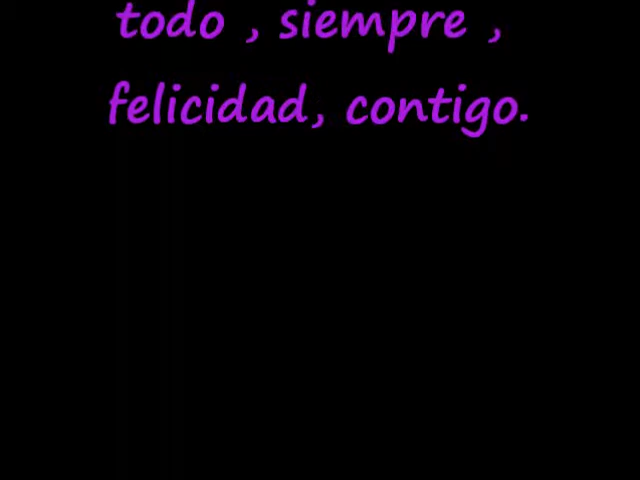 todo , siempre ,
felicidad, contigo.